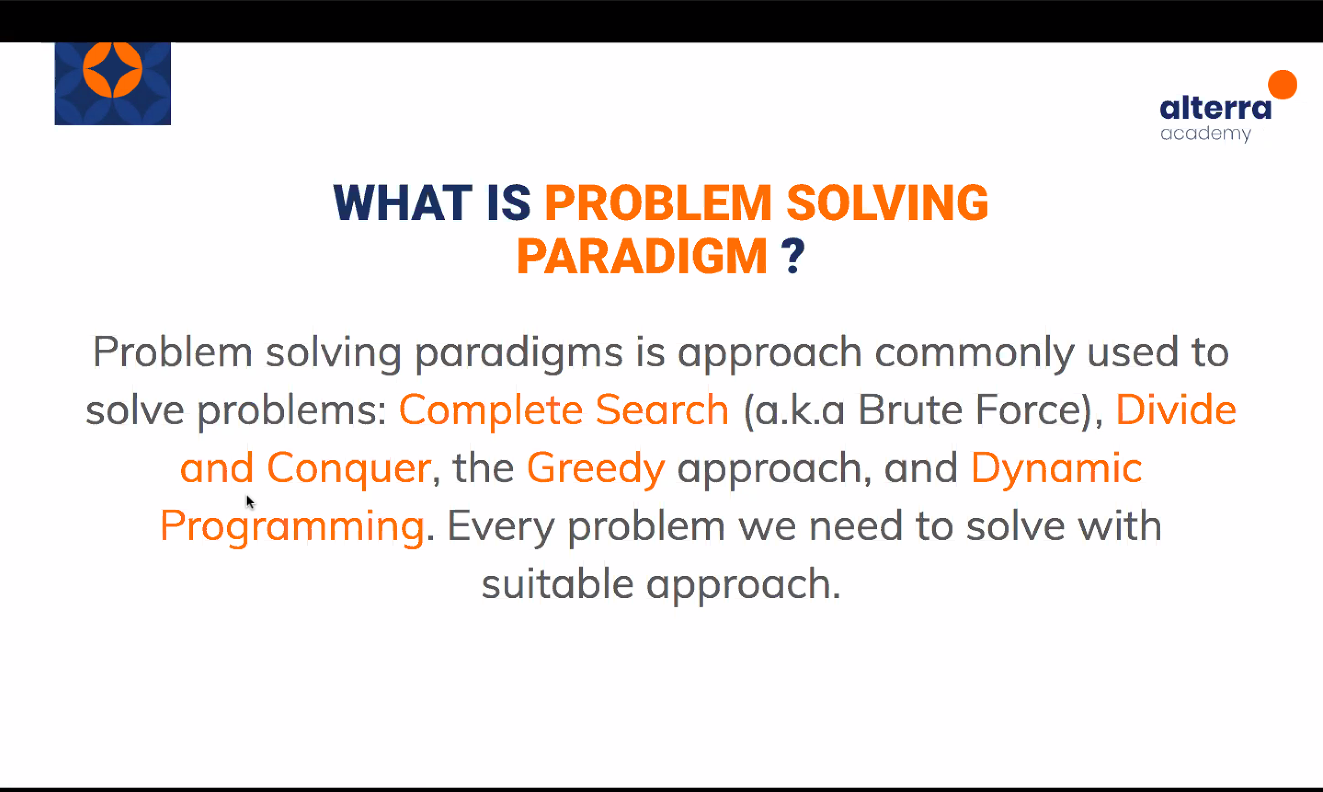 alterra
academy
WHAT IS PROBLEM SOLVING
PARADIGM ?
Problem solving paradigms is approach commonly used to
solve problems: Complete Search (a.k.a Brute Force), Divide
and Conquer, the Greedy approach, and Dynamic
Programming. Every problem we need to solve with
suitable approach.